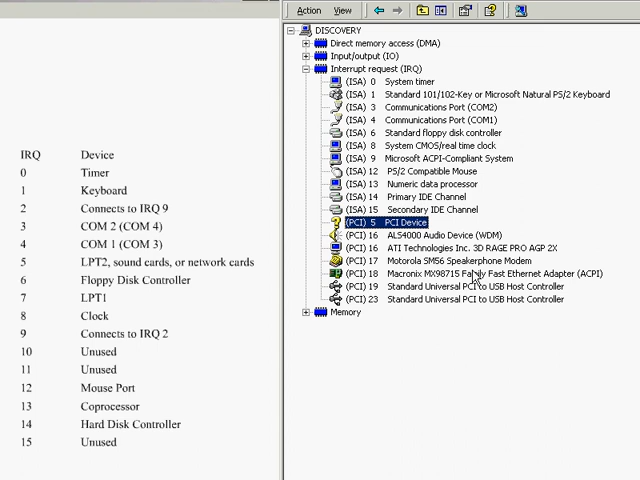 IRQ Device
0 Timer
1 Keyboard
2 Connects to IRQ 9
3 COM 2 (COM 4)
4 COM 1 (COM 3)
5 LPT2, sound cards, or network cards
6 Floppy Disk Controller
7 LPT1
8 Clock
9 Connects to IRQ 2
10 Unused
11 Unused
12 Mouse Port
13 Coprocessor
14 Hard Disk Controller
15 Unused
Action View
DISCOVERY
Direct memory access (DMA)
Input/output (IO)
Interrupt request (IRQ)
(ISA) 0 System timer
(ISA) 1 Standard 101/102-Key or Microsoft Natural PS/2 Keyboard
(ISA) 3 Communications Port (COM2)
(ISA) 4 Communications Port (COM1)
(ISA) 6 Standard floppy disk controller
(ISA) 8 System CMOS/real time clock
(ISA) 9 Microsoft ACPI-Compliant System
(ISA) 12 PS/2 Compatible Mouse
(ISA) 13 Numeric data processor
(ISA) 14 Primary IDE Channel
(ISA) 15 Secondary IDE Channel
(PCI) 5 PCI Device
(PCI) 16 ALS4000 Audio Device (WDM)
(PCI) 16 ATI Technologies Inc. 3D RAGE PRO AGP 2X
(PCI) 17 Motorola SM56 Speakerphone Modem
(PCI) 18 Macronix MX98715 Family Fast Ethernet Adapter (ACPI)
(PCI) 19 Standard Universal PCI to USB Host Controller
(PCI) 23 Standard Universal PCI to USB Host Controller
Memory